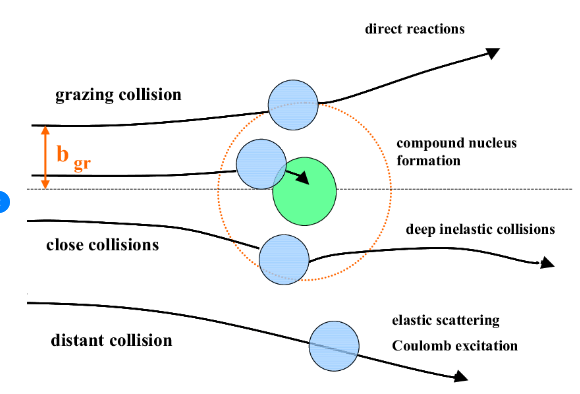 direct reactions
grazing collision
b gr
compound nucleus
formation
deep inelastic collisions
close collisions
elastic scattering
distant collision
Coulomb excitation